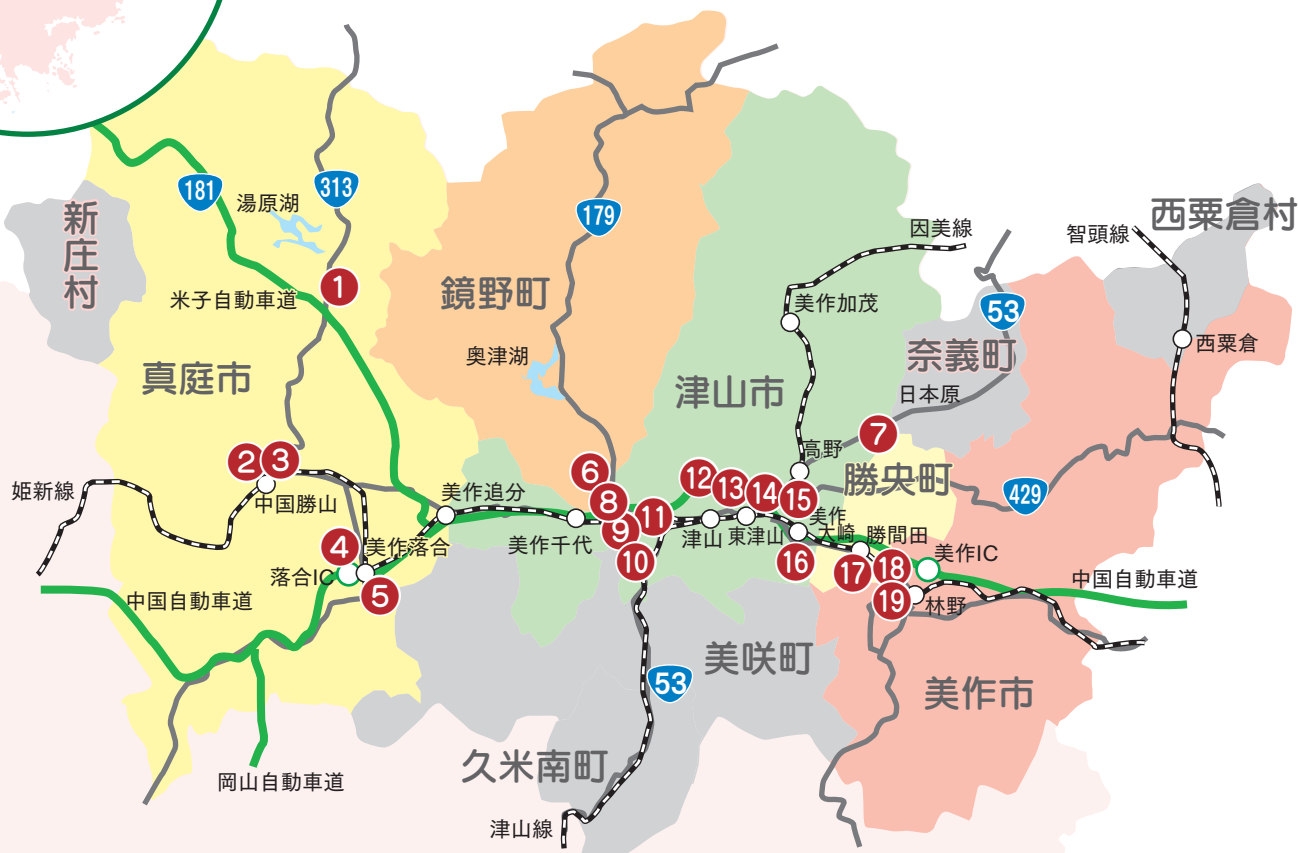 181
湯原湖
313
新庄村
米子自動車道
1
真庭市
2
3
姫新線
中国勝山
4
美作落合
落合IC
5
中国自動車道
岡山自動車道
美作追分
179
鏡野町
奥津湖
6
8
9
10
11
美作千代
津山
東津山
12
13
14
15
16
津山市
因美線
美作加茂
高野
7
日本原
奈義町
53
勝央町
美作
大崎
勝間田
17
18
19
美作IC
林野
429
智頭線
西粟倉村
西粟倉
中国自動車道
美作市
美咲町
53
久米南町
津山線